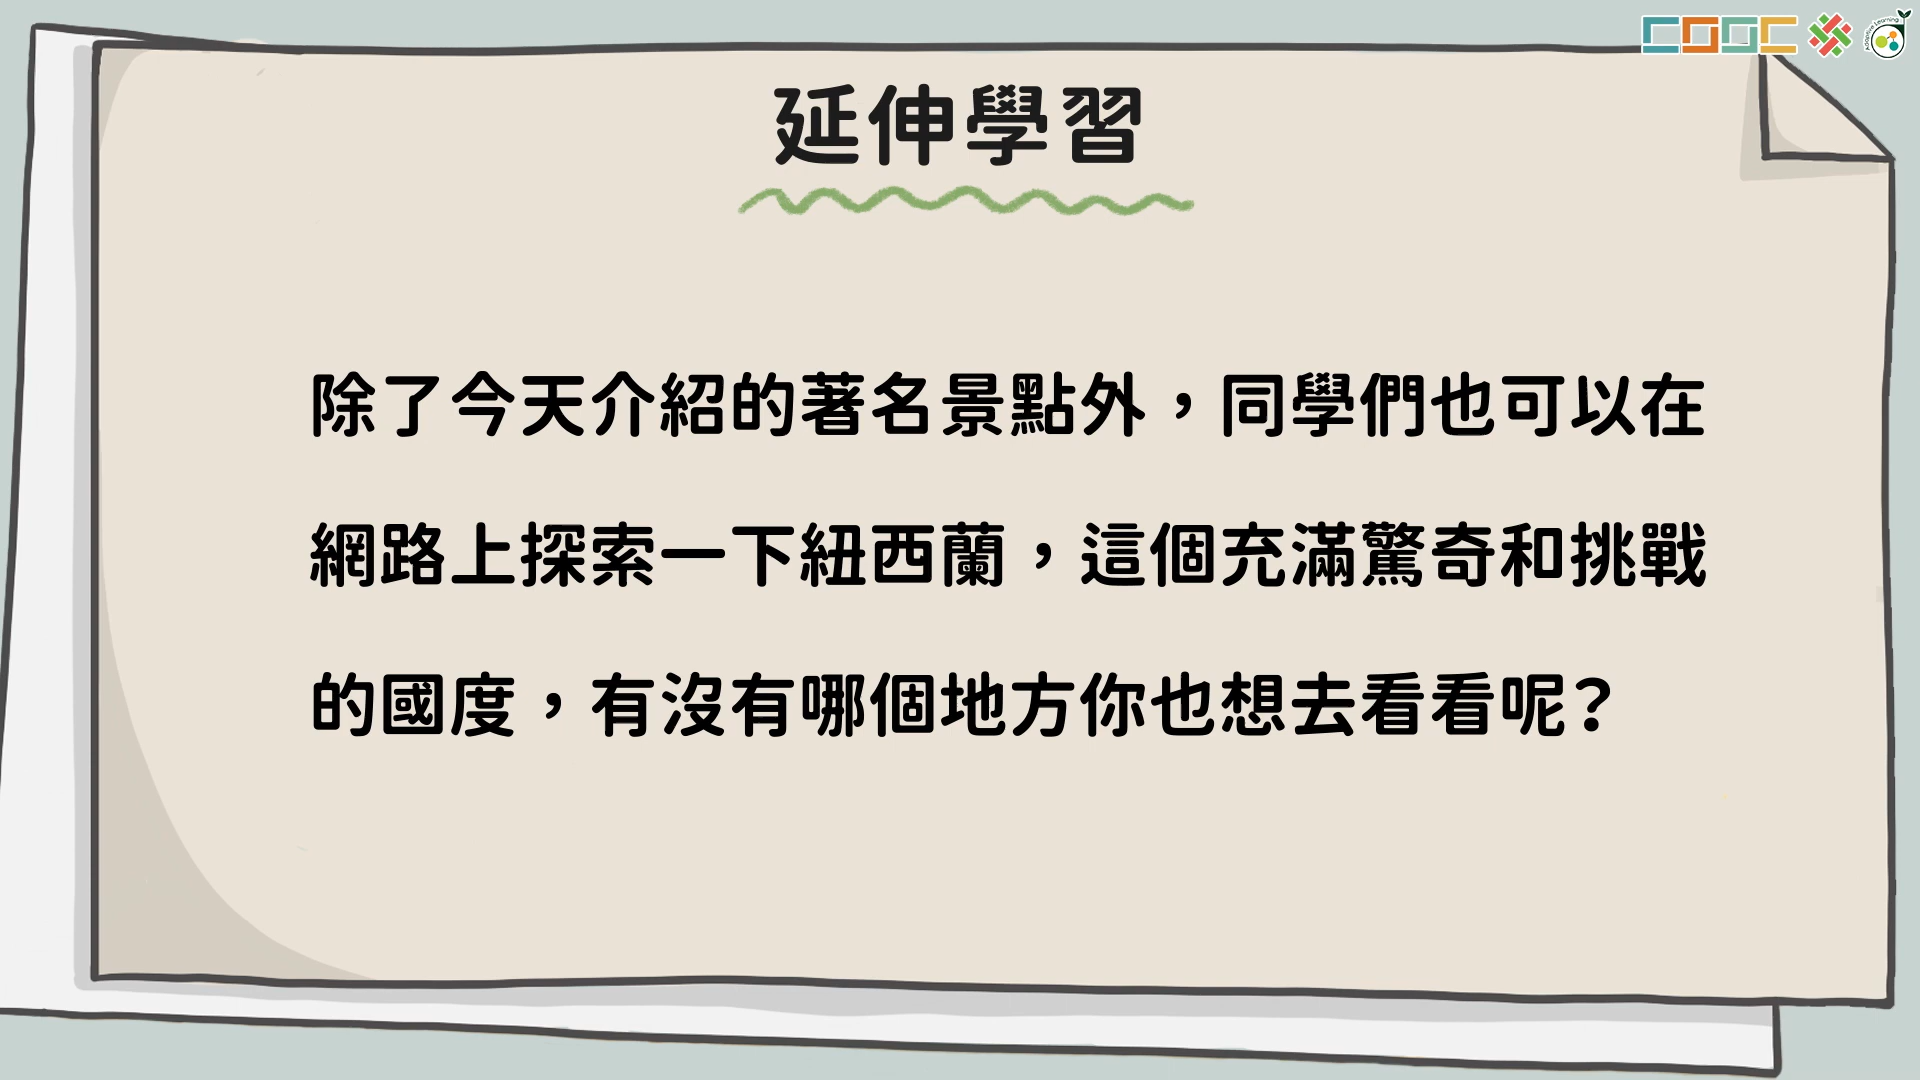 COOC
Adaptive Learning
延伸學習
除了今天介紹的著名景點外，同學們也可以在
網路上探索一下紐西蘭，這個充滿驚奇和挑戰
的國度，有沒有哪個地方你也想去看看呢？